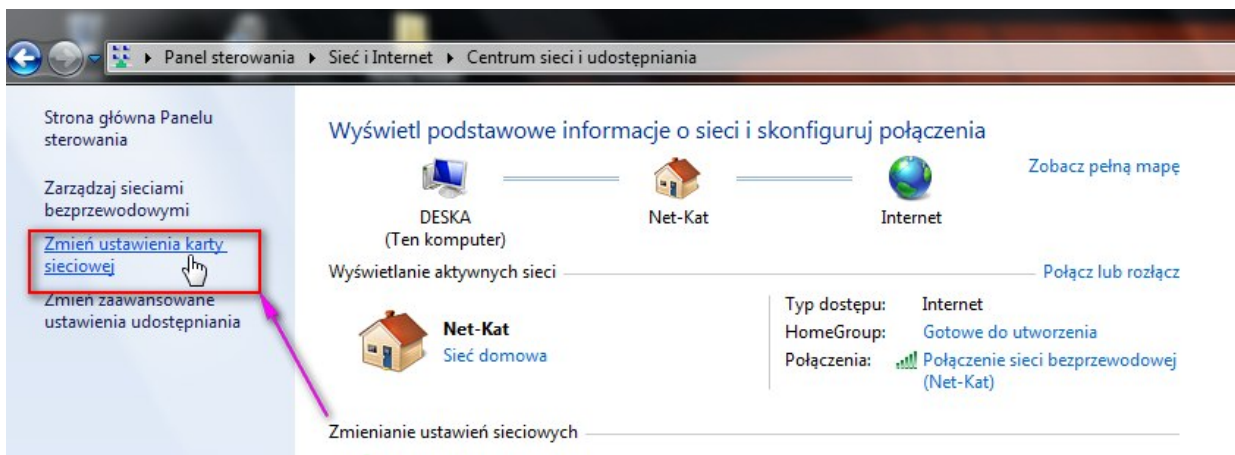 Panel sterowania ▸ Sieć i Internet ▸ Centrum sieci i udostępniania
Strona główna Panelu
sterowania
Zarządzaj sieciami
bezprzewodowymi
Zmień ustawienia karty
sieciowej
Zmień zaawansowane
ustawienia udostępniania
Wyświetl podstawowe informacje o sieci i skonfiguruj połączenia
Zobacz pełną mapę
DESKA
(Ten komputer)
Net-Kat
Internet
Wyświetlanie aktywnych sieci
Połącz lub rozłącz
Net-Kat
Sieć domowa
Typ dostępu: Internet
HomeGroup: Gotowe do utworzenia
Połączenia: Połączenie sieci bezprzewodowej
(Net-Kat)
Zmienianie ustawień sieciowych